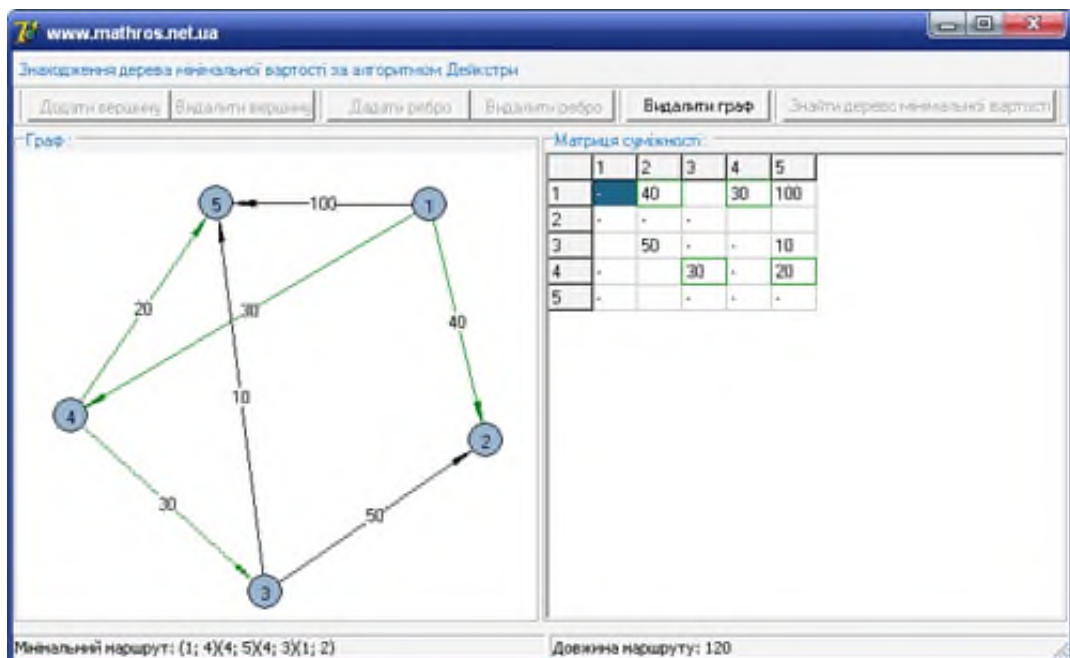 www.mathros.net.ua
Знаходження дерева мінімальної вартості за алгоритмом Дейкстри
Додати вершину Видалити вершину Додати ребро Видалити ребро Видалити граф Знайти дерево мінімальної вартості
Граф:
5
100
1
20
30
40
10
4
2
30
50
3
Матриця суміжності:
1 2 3 4 5
1 - 40 30 100
2 - - -
3 50 - - 10
4 - 30 - 20
5 - - - -
Мінімальний маршрут: (1; 4)(4; 5)(4; 3)(1; 2)
Довжина маршруту: 120